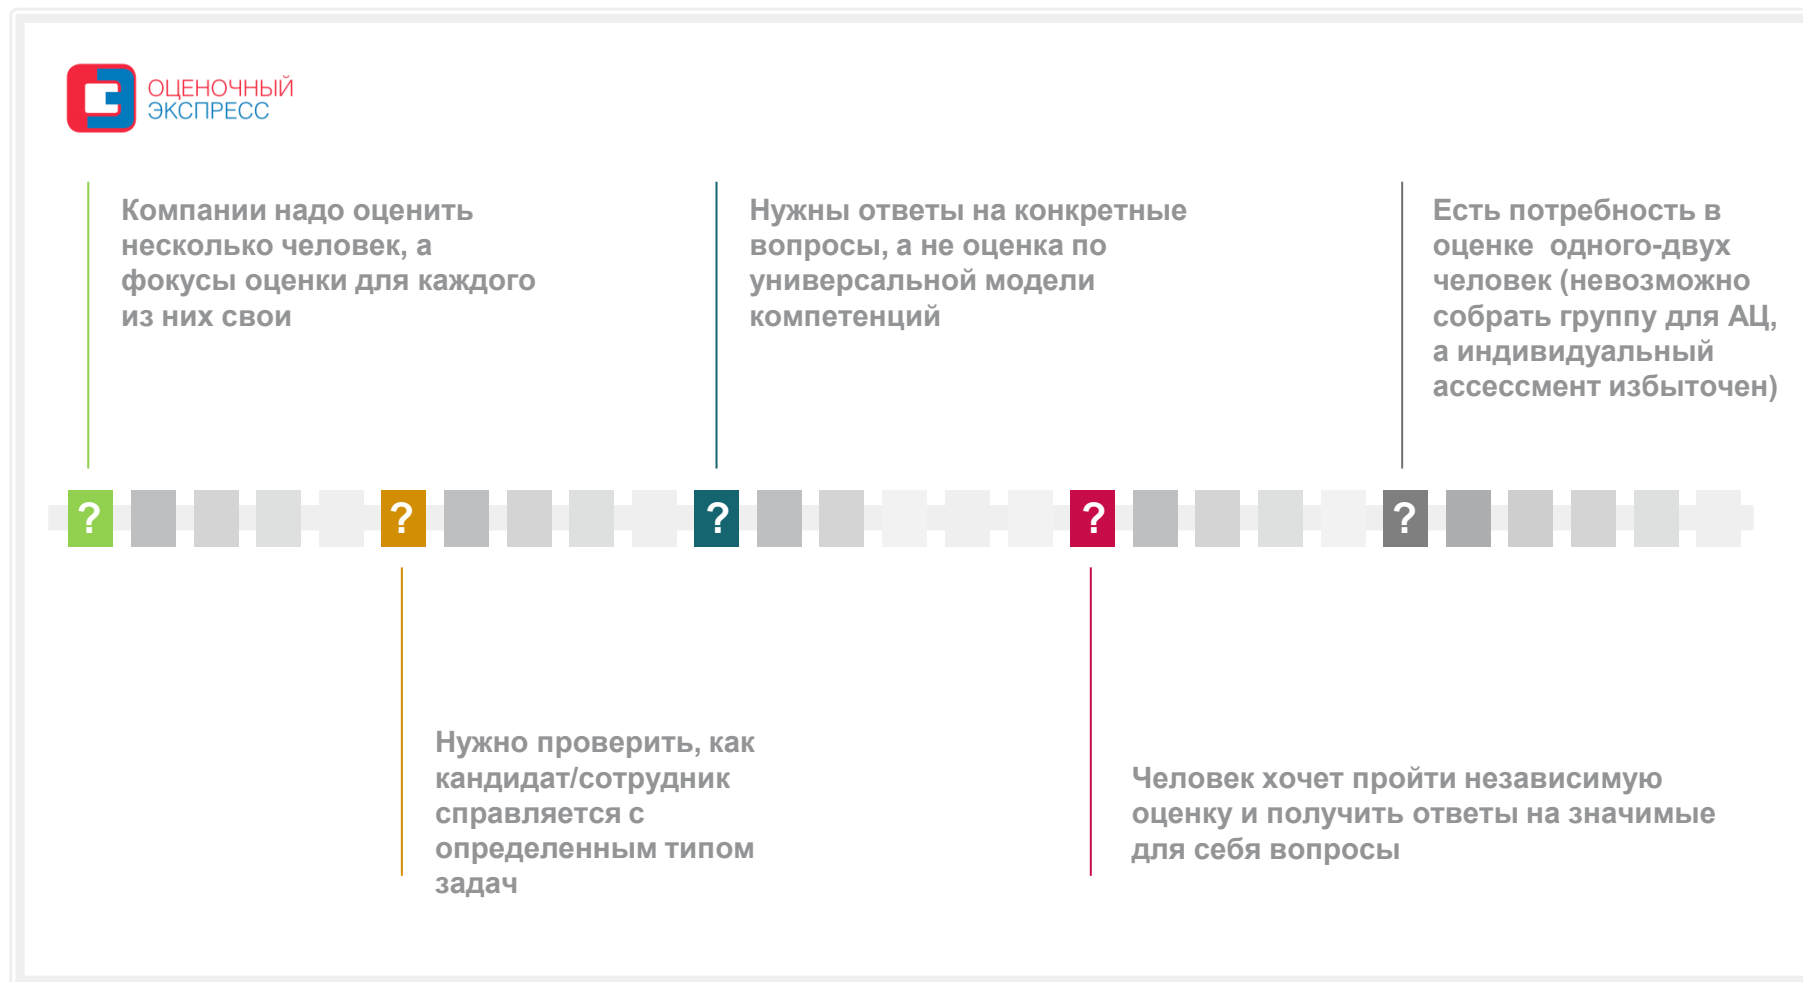 ОЦЕНОЧНЫЙ
ЭКСПРЕСС
Компании надо оценить
несколько человек, а
фокусы оценки для каждого
из них свои
Нужны ответы на конкретные
вопросы, а не оценка по
универсальной модели
компетенций
Есть потребность в
оценке одного-двух
человек (невозможно
собрать группу для АЦ,
а индивидуальный
ассессмент избыточен)
? ? ? ? ?
Нужно проверить, как
кандидат/сотрудник
справляется с
определенным типом
задач
Человек хочет пройти независимую
оценку и получить ответы на значимые
для себя вопросы